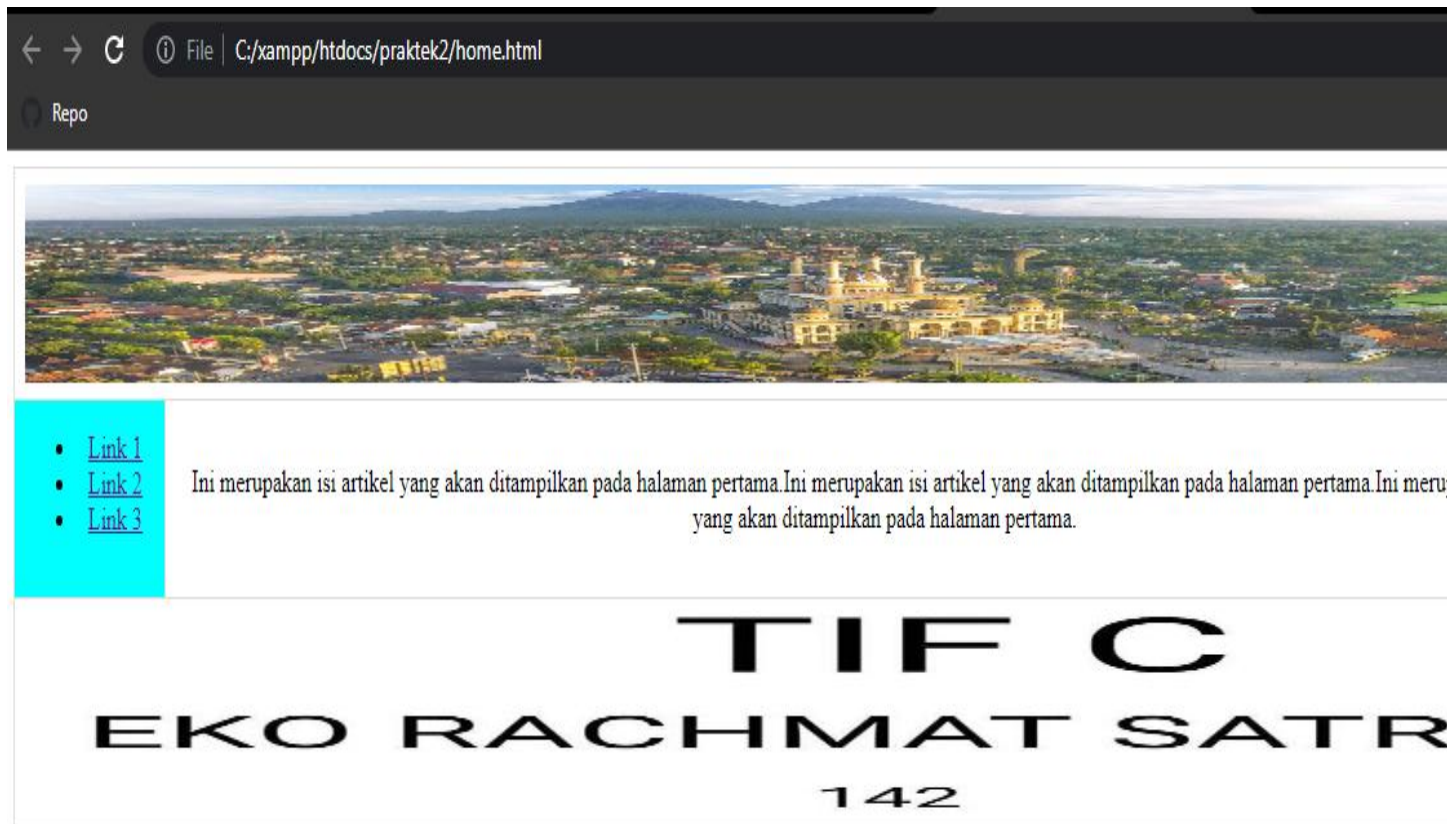 File C:/xampp/htdocs/praktek2/home.html
Repo
Link 1
Link 2
Link 3
Ini merupakan isi artikel yang akan ditampilkan pada halaman pertama.Ini merupakan isi artikel yang akan ditampilkan pada halaman pertama.Ini
yang akan ditampilkan pada halaman pertama.
TIF C
EKO RACHMAT
142